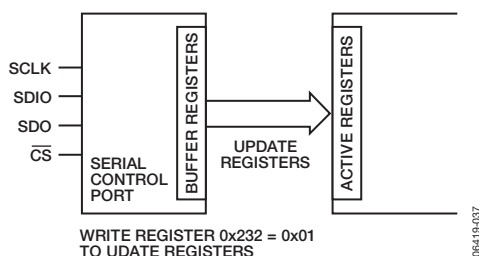 SCLK
SDIO
SDO
CS
SERIAL
CONTROL
PORT
BUFFER REGISTERS
UPDATE
REGISTERS
ACTIVE REGISTERS
WRITE REGISTER 0x232 = 0x01
TO UDATE REGISTERS
06419-037